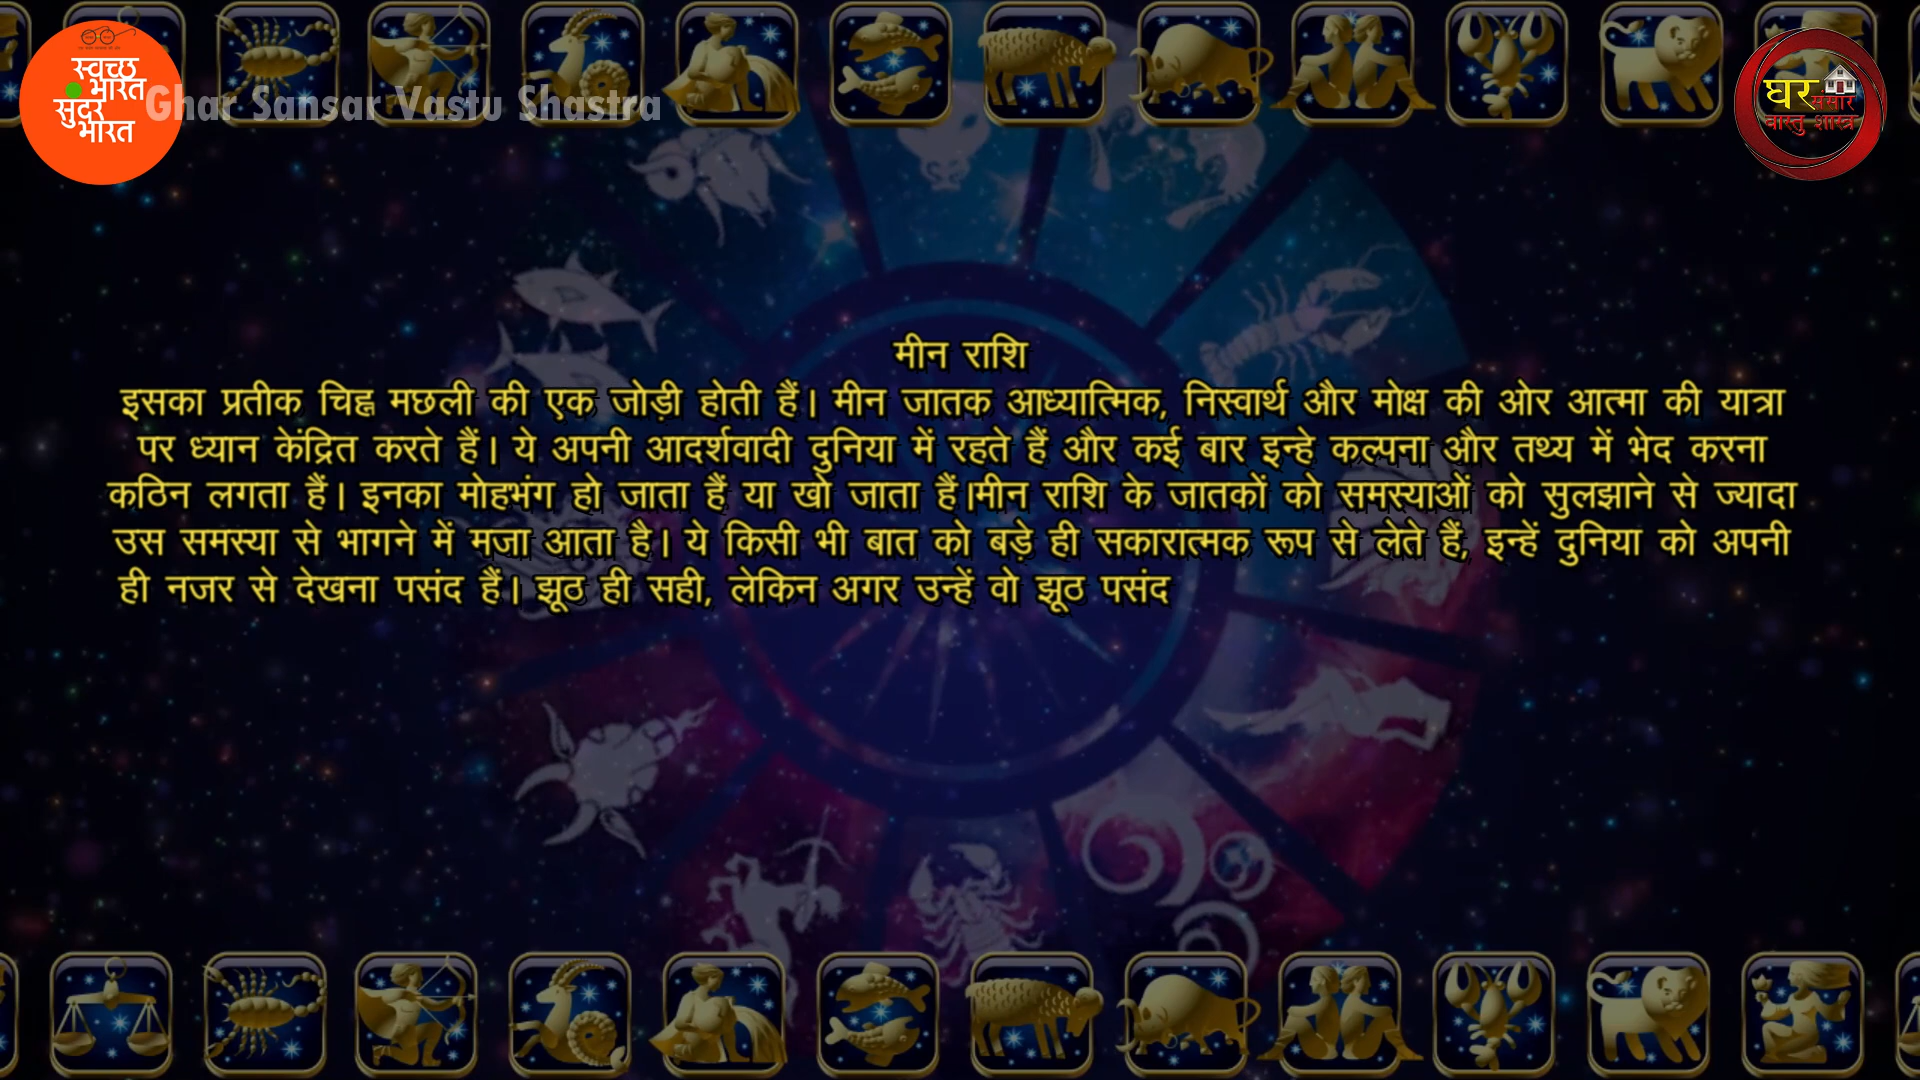 स्वच्छ
भारत
सुंदर
भारत
Ghar Sansar Vastu Shastra
घर संसार
वास्तु शास्त्र
मीन राशि
इसका प्रतीक चिह्न मछली की एक जोड़ी होती हैं। मीन जातक आध्यात्मिक, निस्वार्थ और मोक्ष की ओर आत्मा की यात्रा
पर ध्यान केंद्रित करते हैं। ये अपनी आदर्शवादी दुनिया में रहते हैं और कई बार इन्हे कल्पना और तथ्य में भेद करना
कठिन लगता हैं। इनका मोहभंग हो जाता हैं या खो जाता हैं।मीन राशि के जातकों को समस्याओं को सुलझाने से ज्यादा
उस समस्या से भागने में मजा आता है। ये किसी भी बात को बड़े ही सकारात्मक रूप से लेते हैं, इन्हें दुनिया को अपनी
ही नजर से देखना पसंद हैं। झूठ ही सही, लेकिन अगर उन्हें वो झूठ पसंद